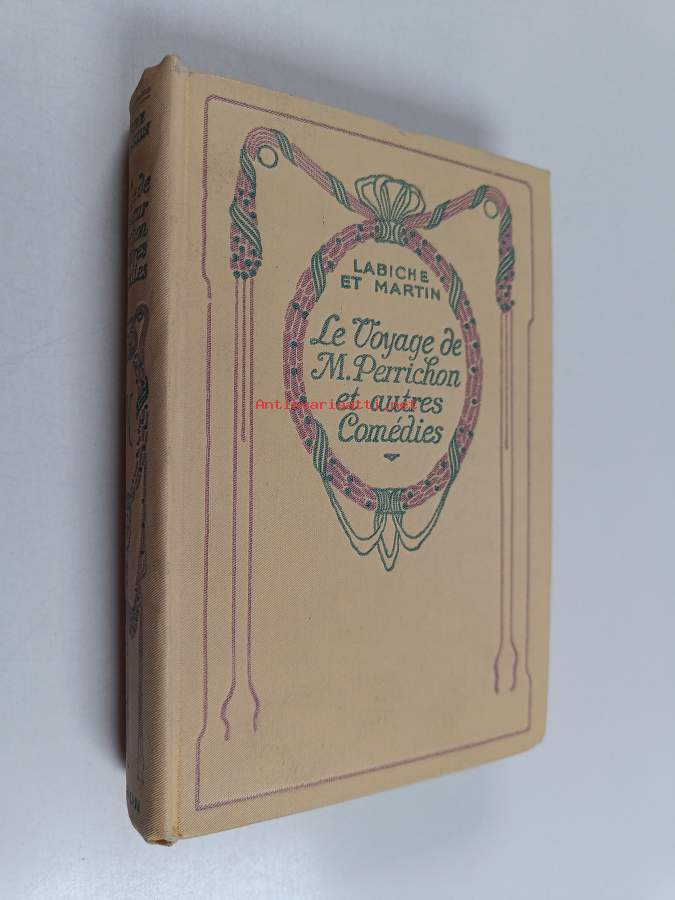 LABICHE
ET MARTIN
Le Voyage de
M. Perrichon
et autres
Comédies
Antikvariaatti.net